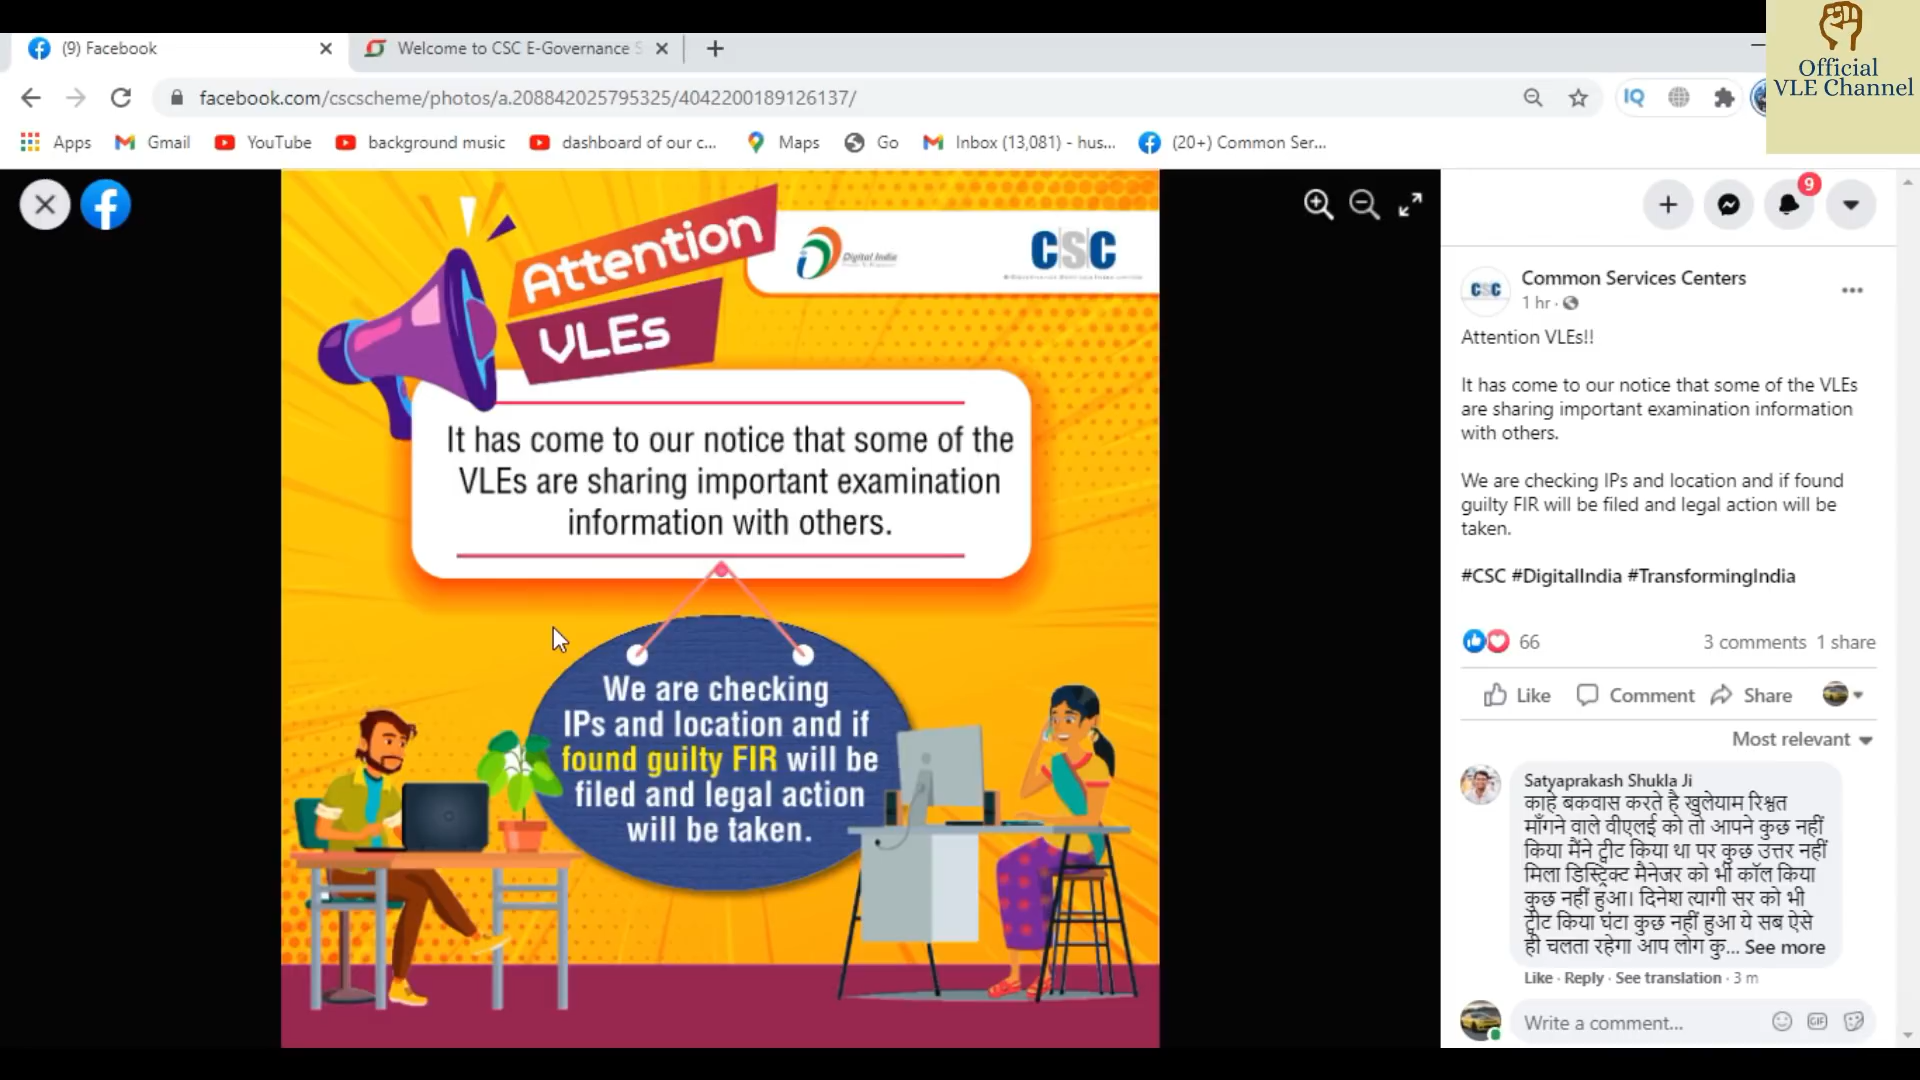 (9) Facebook
Welcome to CSC E-Governance S
Official
VLE Channel
facebook.com/cscscheme/photos/a.208842025795325/4042200189126137/
IQ
Apps
Gmail
YouTube
background music
dashboard of our c...
Maps
Go
Inbox (13,081) - hus...
(20+) Common Ser...
Attention
VLEs
Digital India
CSC
It has come to our notice that some of the
VLEs are sharing important examination
information with others.
We are checking
IPs and location and if
found guilty FIR will be
filed and legal action
will be taken.
9
CSC
Common Services Centers
1 hr ·
Attention VLEs!!
It has come to our notice that some of the VLEs
are sharing important examination information
with others.
We are checking IPs and location and if found
guilty FIR will be filed and legal action will be
taken.
#CSC #DigitalIndia #TransformingIndia
66
3 comments 1 share
Like
Comment
Share
Most relevant
Satyaprakash Shukla Ji
काहे बकवास करते है खुलेयाम रिश्वत
माँगने वाले वीएलई को तो आपने कुछ नहीं
किया मैंने ट्वीट किया था पर कुछ उत्तर नहीं
मिला डिस्ट्रिक्ट मैनेजर को भी कॉल किया
कुछ नहीं हुआ। दिनेश त्यागी सर को भी
ट्वीट किया घंटा कुछ नहीं हुआ ये सब ऐसे
ही चलता रहेगा आप लोग कु... See more
Like · Reply · See translation · 3 m
Write a comment...
GIF